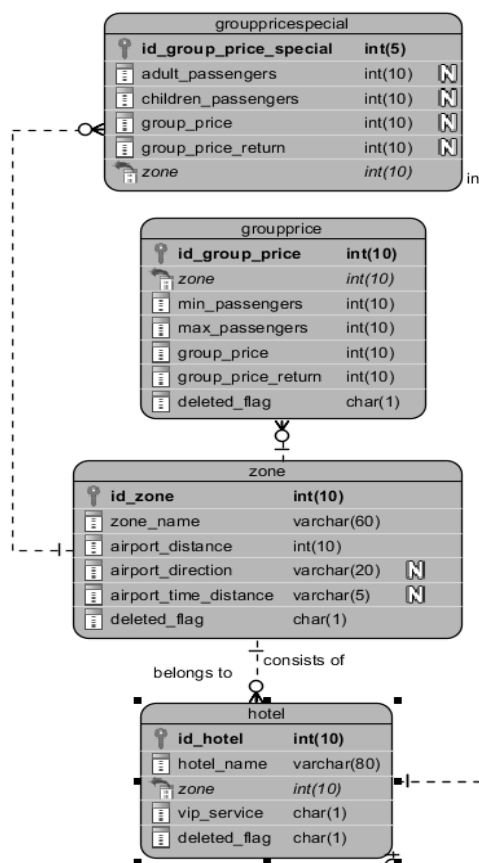 grouppricespecial
id_group_price_special int(5)
adult_passengers int(10) N
children_passengers int(10) N
group_price int(10) N
group_price_return int(10) N
zone int(10)
in
groupprice
id_group_price int(10)
zone int(10)
min_passengers int(10)
max_passengers int(10)
group_price int(10)
group_price_return int(10)
deleted_flag char(1)
zone
id_zone int(10)
zone_name varchar(60)
airport_distance int(10)
airport_direction varchar(20) N
airport_time_distance varchar(5) N
deleted_flag char(1)
consists of
belongs to
hotel
id_hotel int(10)
hotel_name varchar(80)
zone int(10)
vip_service char(1)
deleted_flag char(1)